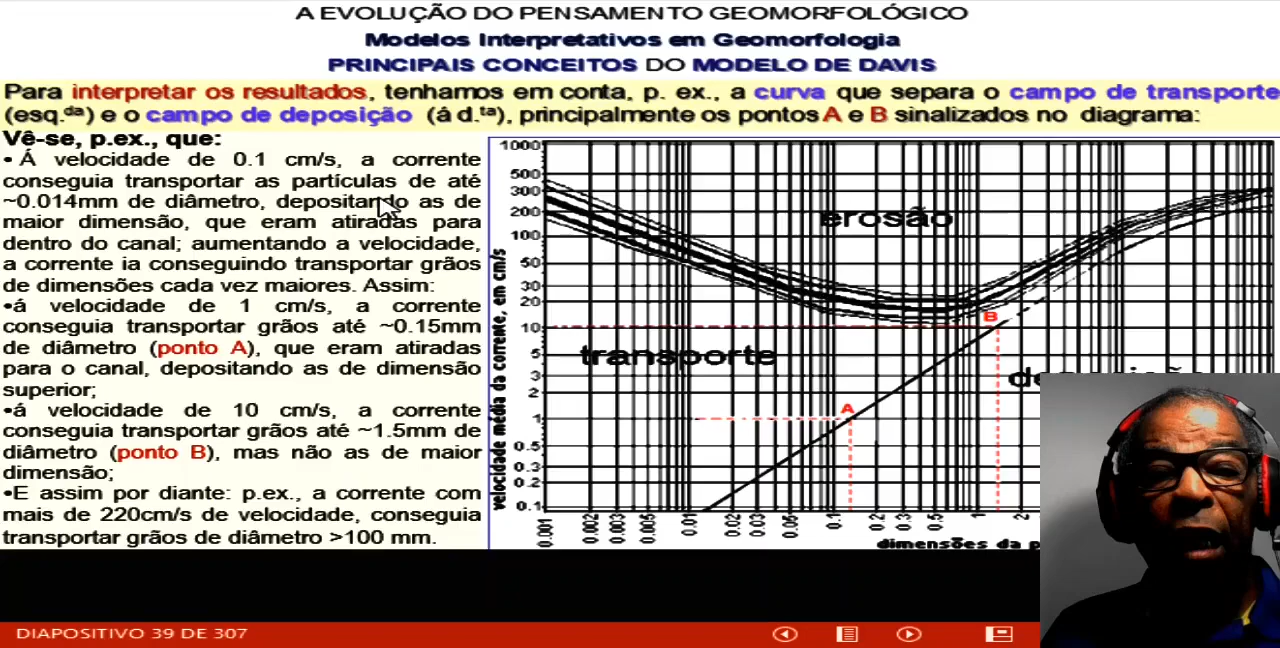 A EVOLUÇÃO DO PENSAMENTO GEOMORFOLÓGICO
Modelos Interpretativos em Geomorfologia
PRINCIPAIS CONCEITOS DO MODELO DE DAVIS
Para interpretar os resultados, tenhamos em conta, p. ex., a curva que separa o campo de transporte
(esq.da) e o campo de deposição (á d.ta), principalmente os pontos A e B sinalizados no diagrama:
Vê-se, p.ex., que:
• Á velocidade de 0.1 cm/s, a corrente
conseguia transportar as partículas de até
~0.014mm de diâmetro, depositando as de
maior dimensão, que eram atiradas para
dentro do canal; aumentando a velocidade,
a corrente ia conseguindo transportar grãos
de dimensões cada vez maiores. Assim:
•á velocidade de 1 cm/s, a corrente
conseguia transportar grãos até ~0.15mm
de diâmetro (ponto A), que eram atiradas
para o canal, depositando as de dimensão
superior;
•á velocidade de 10 cm/s, a corrente
conseguia transportar grãos até ~1.5mm de
diâmetro (ponto B), mas não as de maior
dimensão;
•E assim por diante: p.ex., a corrente com
mais de 220cm/s de velocidade, conseguia
transportar grãos de diâmetro >100 mm.
velocidade média da corrente, em cm/s
1000
500
300
200
100
50
30
20
10
5
3
2
1
0.5
0.3
0.2
0.1
erosão
transporte
B
A
0.001
0.002
0.003
0.005
0.01
0.02
0.03
0.05
0.1
0.2
0.3
0.5
1
2
dimensões da
DIAPOSITIVO 39 DE 307